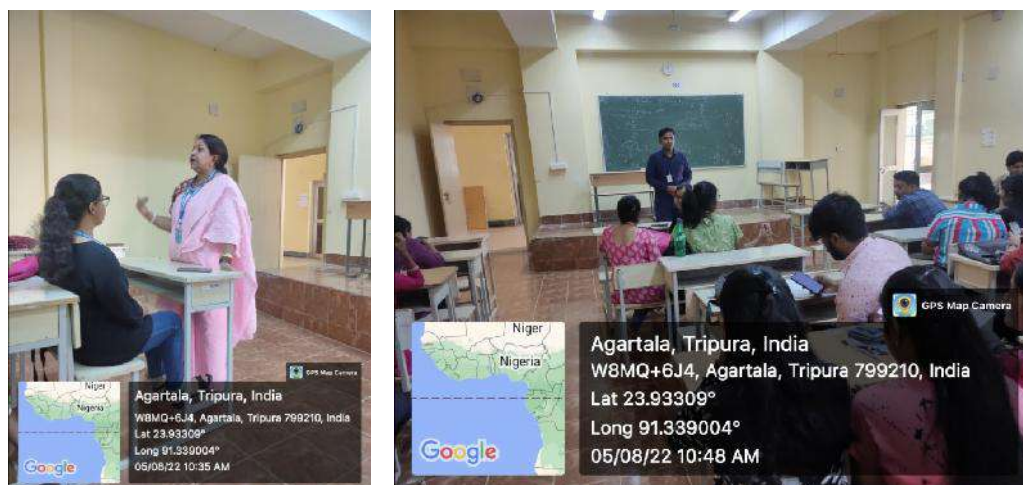 Niger
Nigeria
Google
GPS Map Camera
Agartala, Tripura, India
W8MQ+6J4, Agartala, Tripura 799210, India
Lat 23.93309°
Long 91.339004°
05/08/22 10:35 AM
GPS Map Camera
Niger
Nigeria
Google
Agartala, Tripura, India
W8MQ+6J4, Agartala, Tripura 799210, India
Lat 23.93309°
Long 91.339004°
05/08/22 10:48 AM